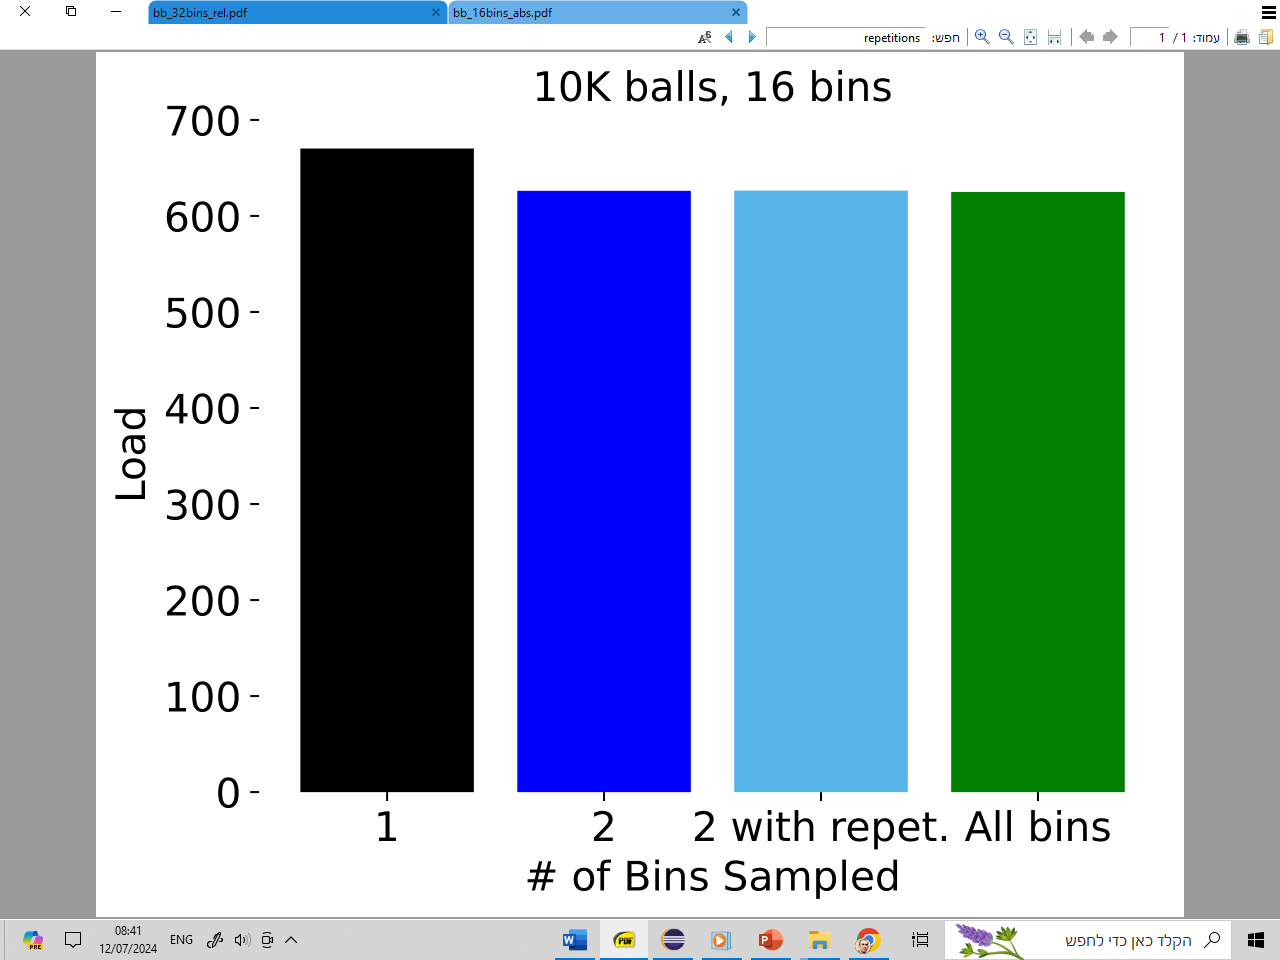 bb_32bins_rel.pdf
bb_16bins_abs.pdf
עמוד: 1 / 1
חפש: repetitions
10K balls, 16 bins
700
600
500
400
300
200
100
0
Load
1
2
2 with repet.
All bins
# of Bins Sampled
08:41
12/07/2024
ENG
PRE
W
PDF
P
הקלד כאן כדי לחפש